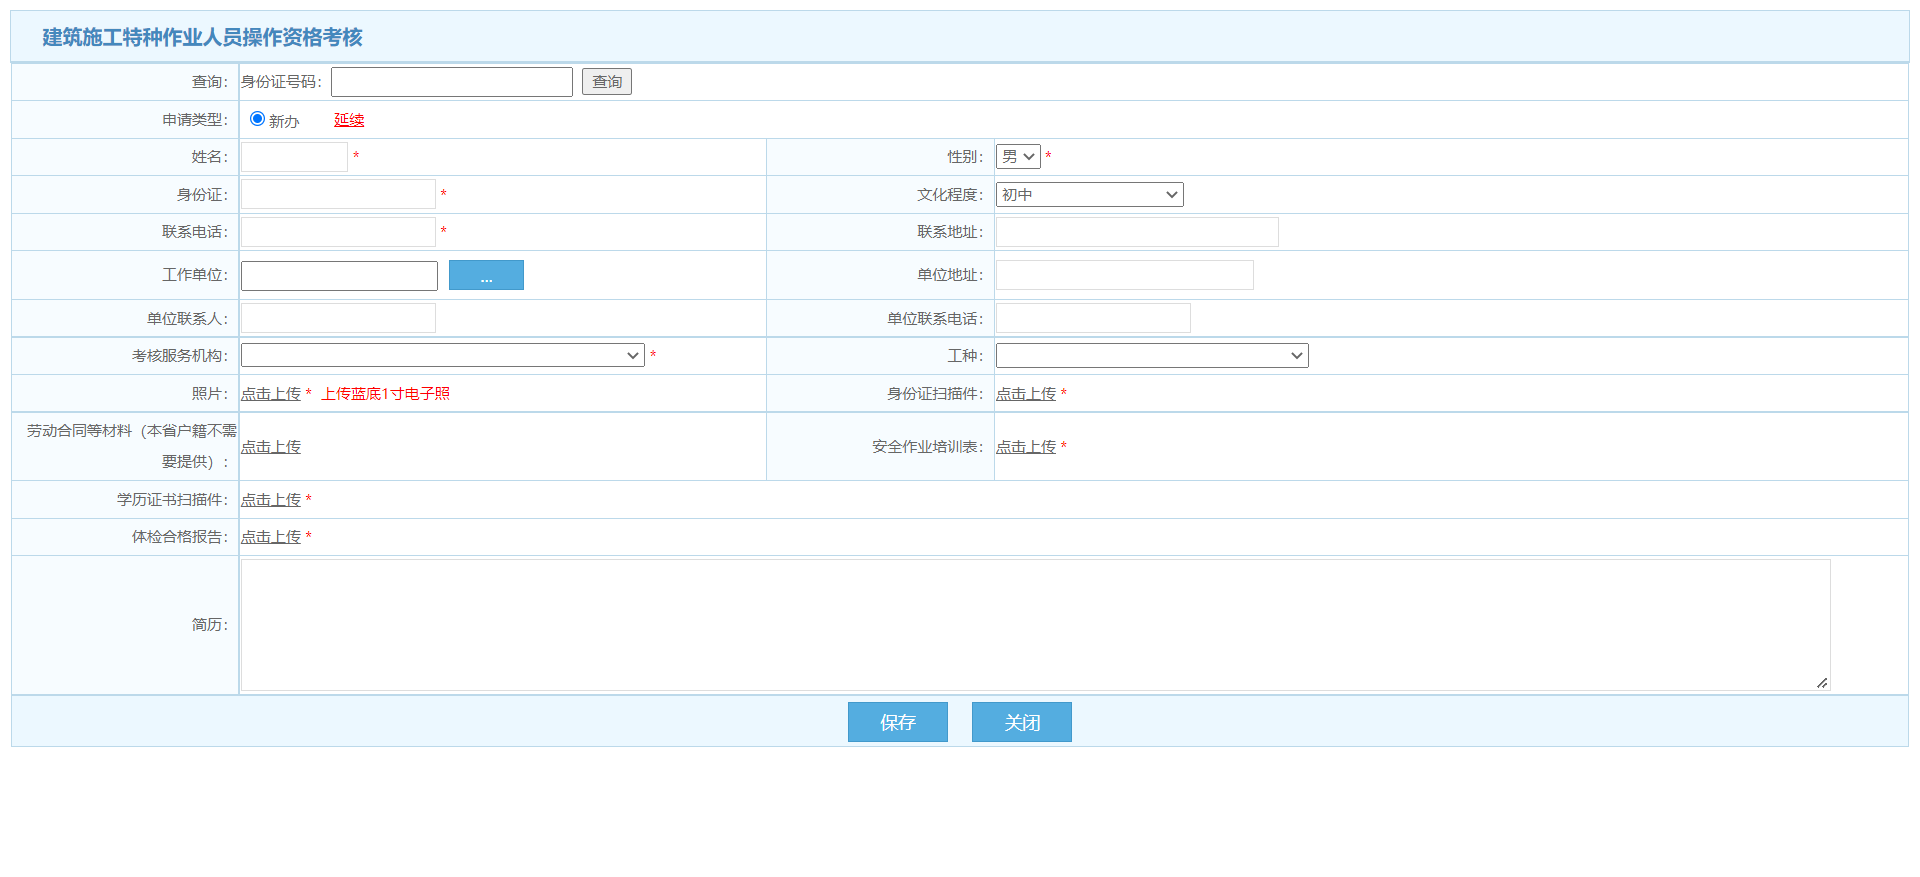 建筑施工特种作业人员操作资格考核
查询： 身份证号码： 查询
申请类型： 新办 延续
姓名： * 性别： 男 *
身份证： * 文化程度： 初中
联系电话： * 联系地址：
工作单位： ... 单位地址：
单位联系人： 单位联系电话：
考核服务机构： * 工种：
照片： 点击上传 * 上传蓝底1寸电子照 身份证扫描件： 点击上传 *
劳动合同等材料（本省户籍不需
要提供）： 点击上传 安全作业培训表： 点击上传 *
学历证书扫描件： 点击上传 *
体检合格报告： 点击上传 *
简历：
保存 关闭